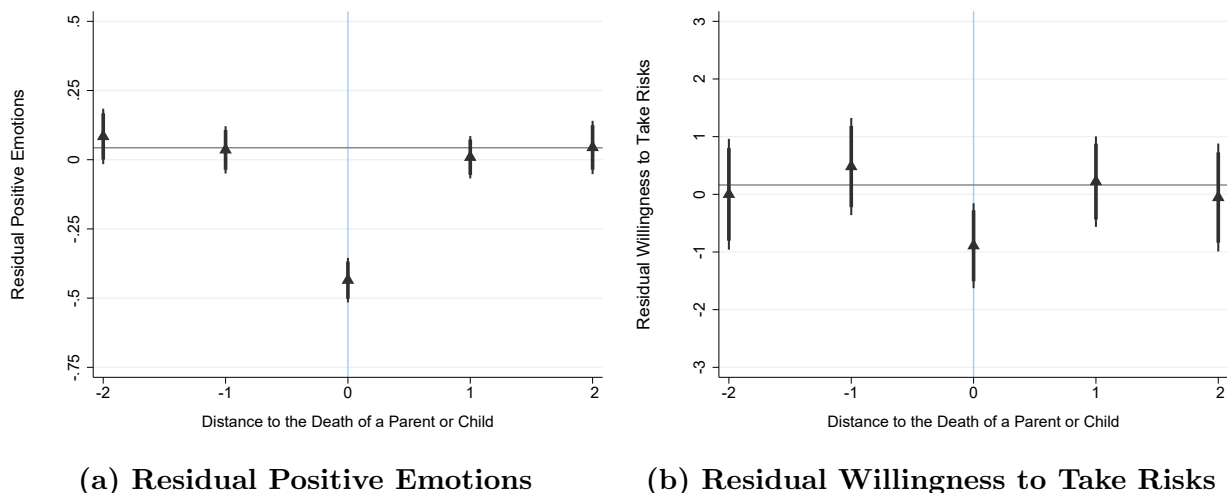 Residual Positive Emotions
.5
.25
0
-.25
-.5
-.75
-2 -1 0 1 2
Distance to the Death of a Parent or Child
(a) Residual Positive Emotions
Residual Willingness to Take Risks
3
2
1
0
-1
-2
-3
-2 -1 0 1 2
Distance to the Death of a Parent or Child
(b) Residual Willingness to Take Risks